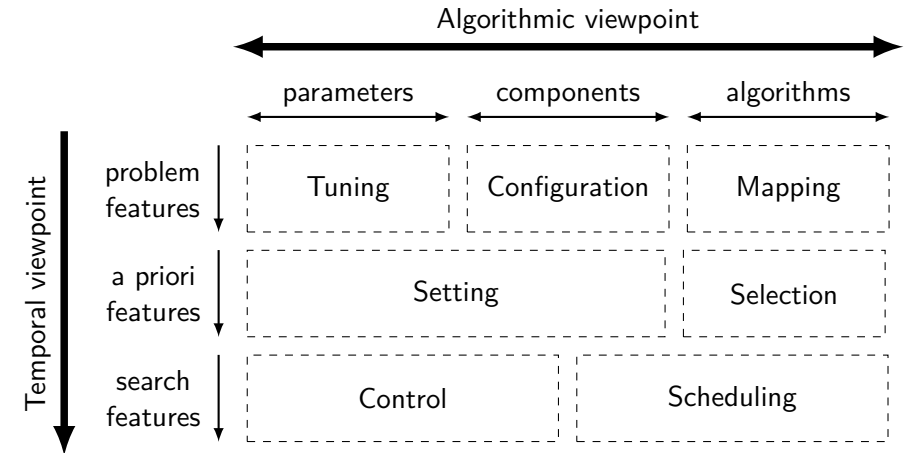 Algorithmic viewpoint
parameters
components
algorithms
Temporal viewpoint
problem
features
Tuning
Configuration
Mapping
a priori
features
Setting
Selection
search
features
Control
Scheduling